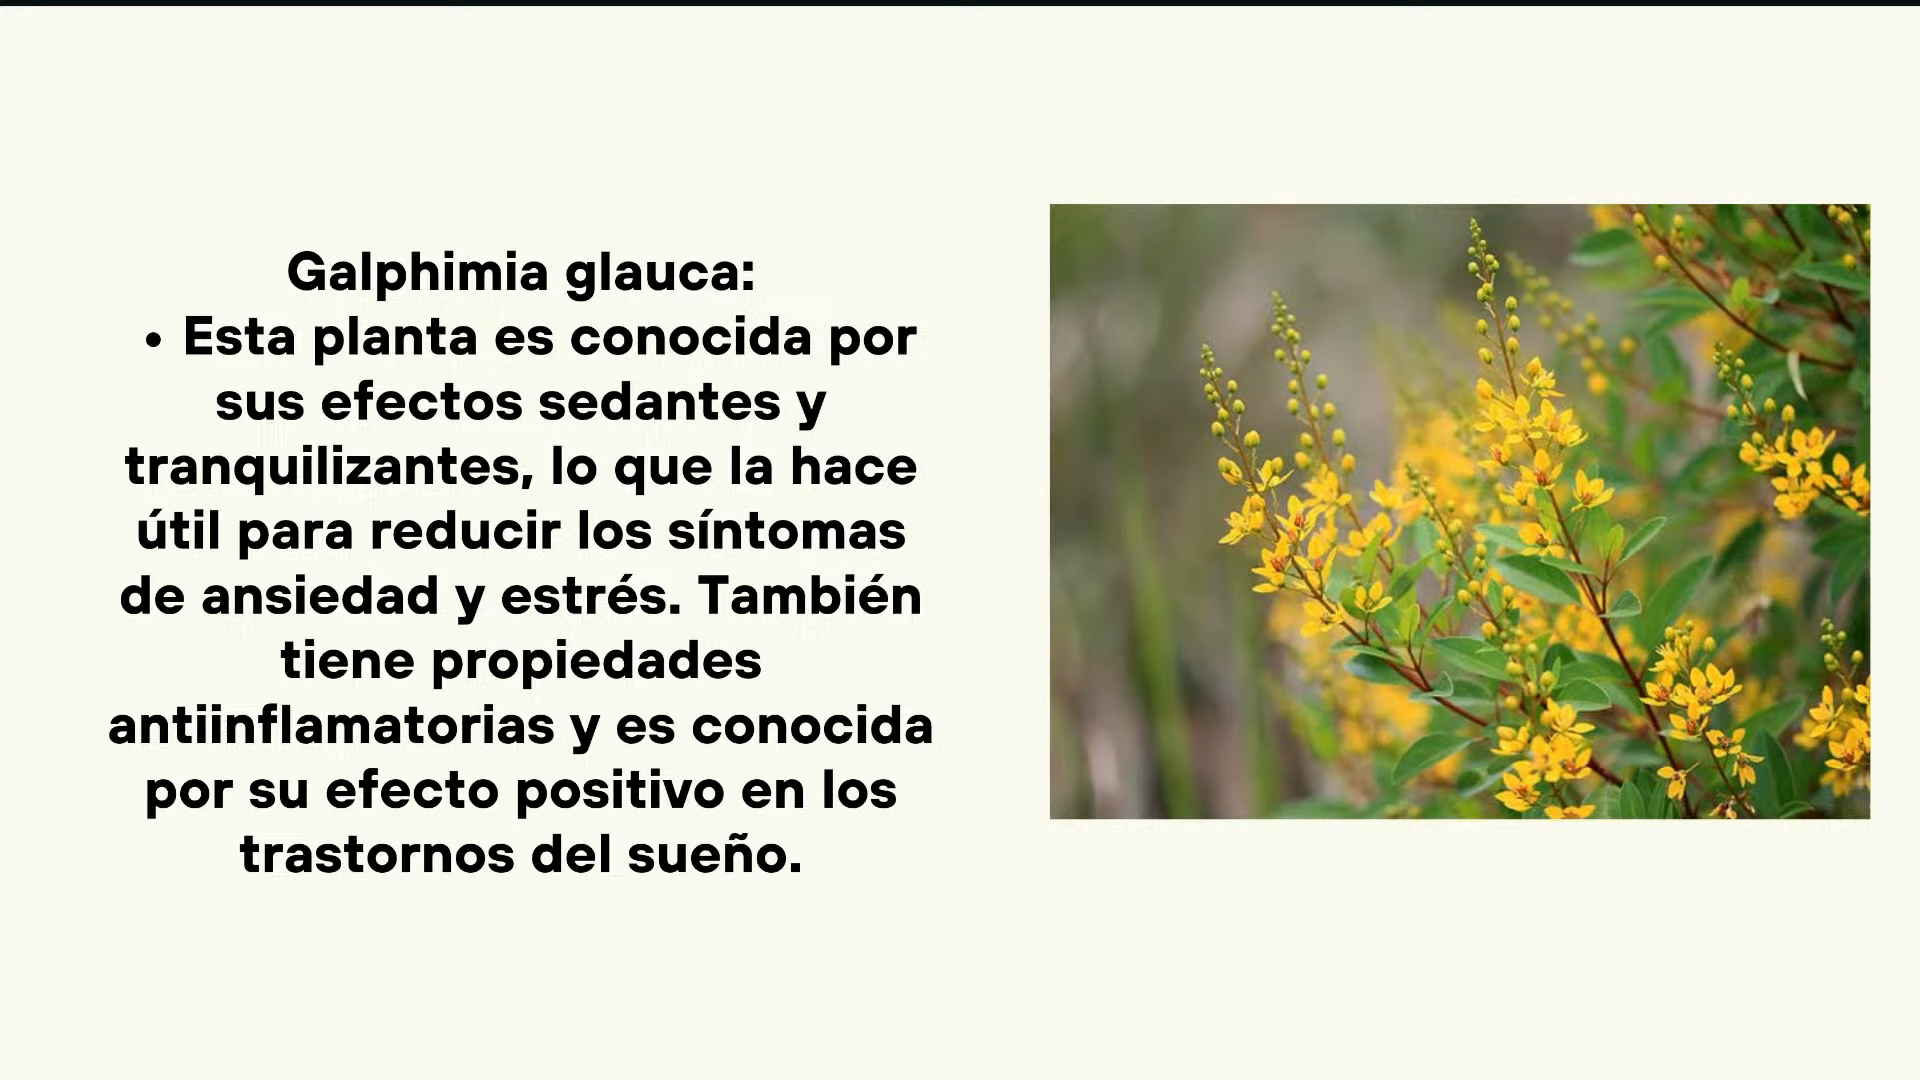 Galphimia glauca:
• Esta planta es conocida por
sus efectos sedantes y
tranquilizantes, lo que la hace
útil para reducir los síntomas
de ansiedad y estrés. También
tiene propiedades
antiinflamatorias y es conocida
por su efecto positivo en los
trastornos del sueño.